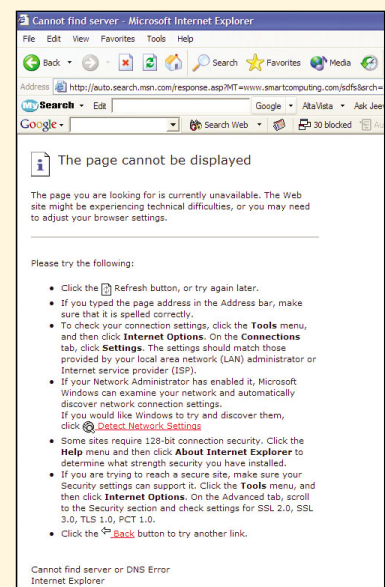 Cannot find server - Microsoft Internet Explorer
File Edit View Favorites Tools Help
Back Search Favorites Media
Address http://auto.search.msn.com/response.asp?MT=www.smartcomputing.com/sdfs&srch=
My Search Edit Google AltaVista Ask Jee
Google Search Web 30 blocked
The page cannot be displayed
The page you are looking for is currently unavailable. The Web
site might be experiencing technical difficulties, or you may need
to adjust your browser settings.
Please try the following:
Click the Refresh button, or try again later.
If you typed the page address in the Address bar, make
sure that it is spelled correctly.
To check your connection settings, click the Tools menu,
and then click Internet Options. On the Connections
tab, click Settings. The settings should match those
provided by your local area network (LAN) administrator or
Internet service provider (ISP).
If your Network Administrator has enabled it, Microsoft
Windows can examine your network and automatically
discover network connection settings.
If you would like Windows to try and discover them,
click Detect Network Settings
Some sites require 128-bit connection security. Click the
Help menu and then click About Internet Explorer to
determine what strength security you have installed.
If you are trying to reach a secure site, make sure your
Security settings can support it. Click the Tools menu, and
then click Internet Options. On the Advanced tab, scroll
to the Security section and check settings for SSL 2.0, SSL
3.0, TLS 1.0, PCT 1.0.
Click the Back button to try another link.
Cannot find server or DNS Error
Internet Explorer